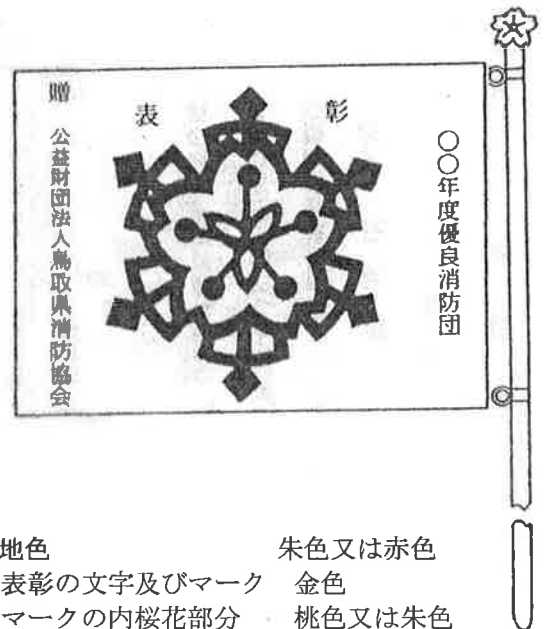 〇〇年度優良消防団
表彰
贈 公益財団法人鳥取県消防協会
地色 朱色又は赤色
表彰の文字及びマーク 金色
マークの内桜花部分 桃色又は朱色